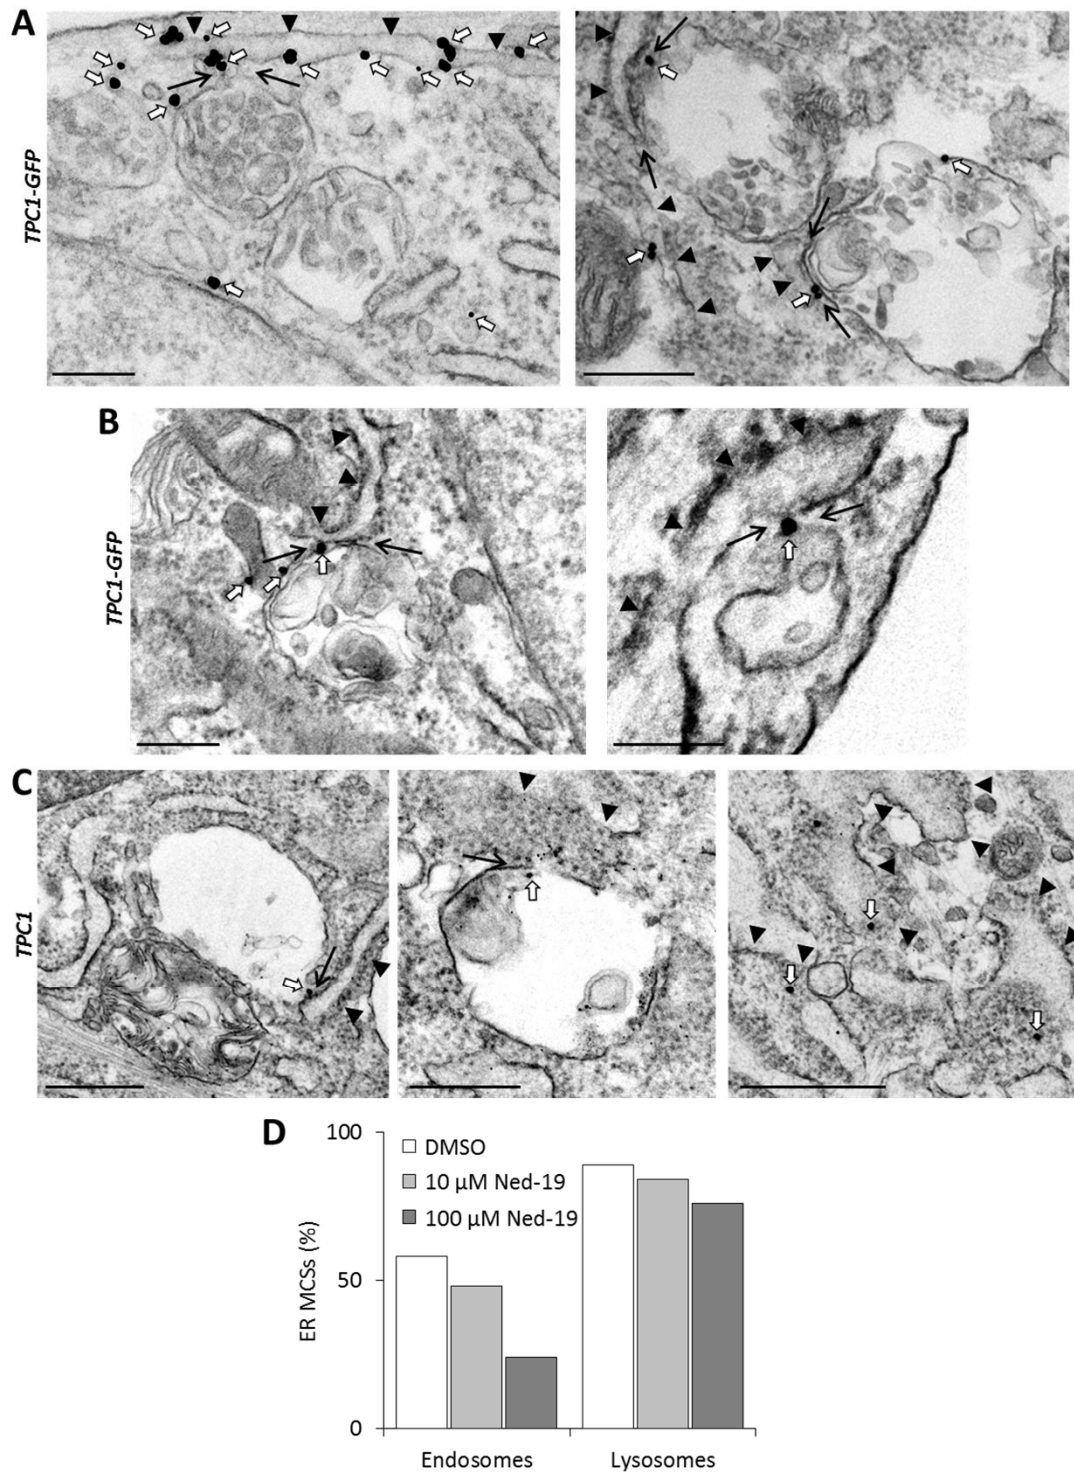 A
TPC1-GFP
B
TPC1-GFP
C
TPC1
D
100
50
0
ER MCSs (%)
DMSO
10 µM Ned-19
100 µM Ned-19
Endosomes
Lysosomes